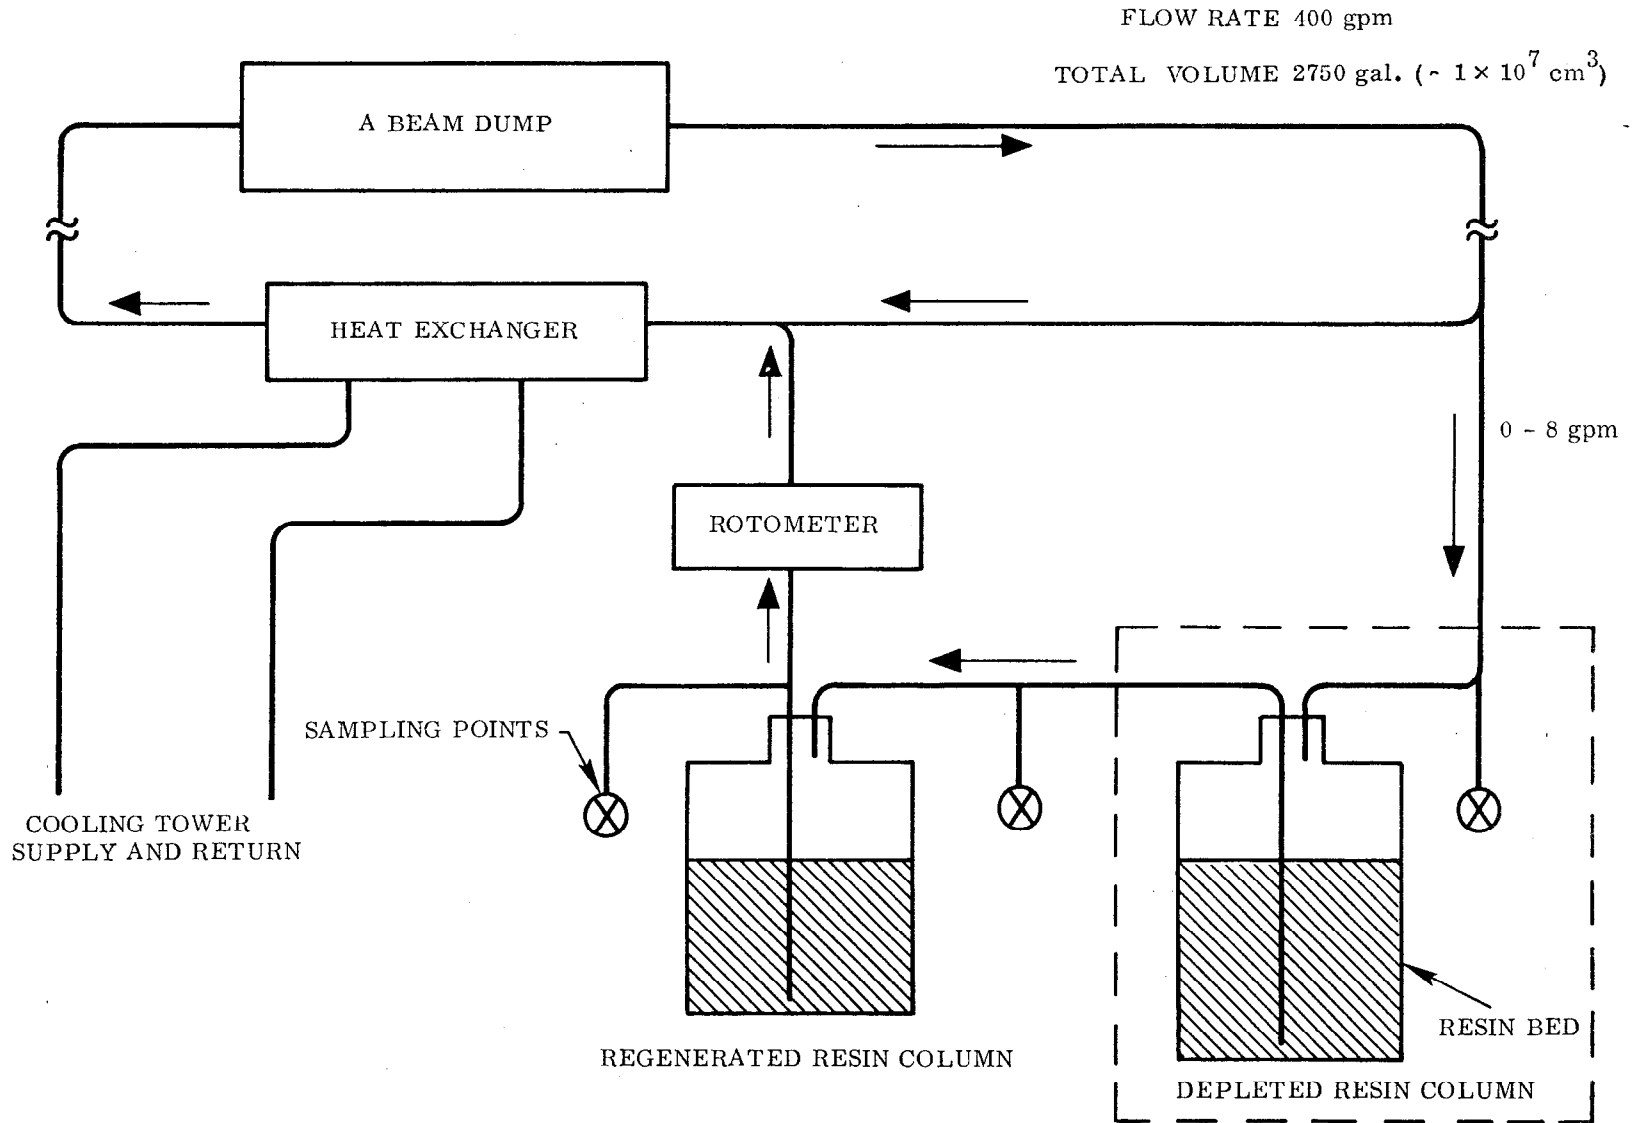 FLOW RATE 400 gpm
TOTAL VOLUME 2750 gal. (~ 1 × 10⁷ cm³)
A BEAM DUMP
HEAT EXCHANGER
0 - 8 gpm
ROTOMETER
SAMPLING POINTS
COOLING TOWER
SUPPLY AND RETURN
RESIN BED
REGENERATED RESIN COLUMN
DEPLETED RESIN COLUMN